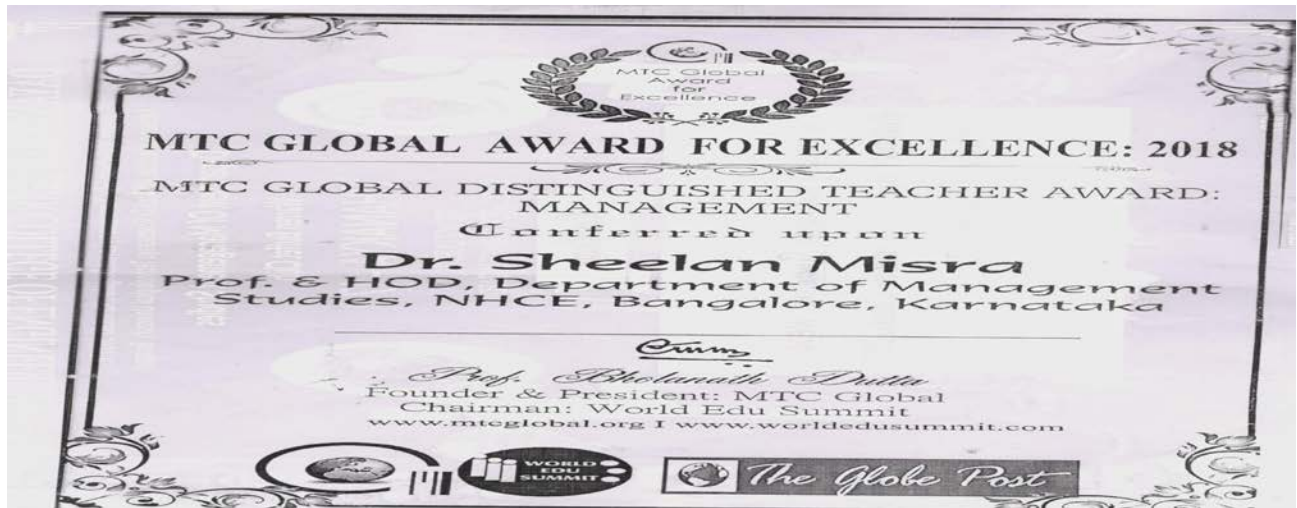 MTC Global
Award
for
Excellence
MTC GLOBAL AWARD FOR EXCELLENCE: 2018
MTC GLOBAL DISTINGUISHED TEACHER AWARD:
MANAGEMENT
Conferred upon
Dr. Sheelan Misra
Prof. & HOD, Department of Management
Studies, NHCE, Bangalore, Karnataka
Prof. Bholanath Dutta
Founder & President: MTC Global
Chairman: World Edu Summit
www.mtcglobal.org I www.worldedusummit.com
WORLD
EDU
SUMMIT
The Globe Post